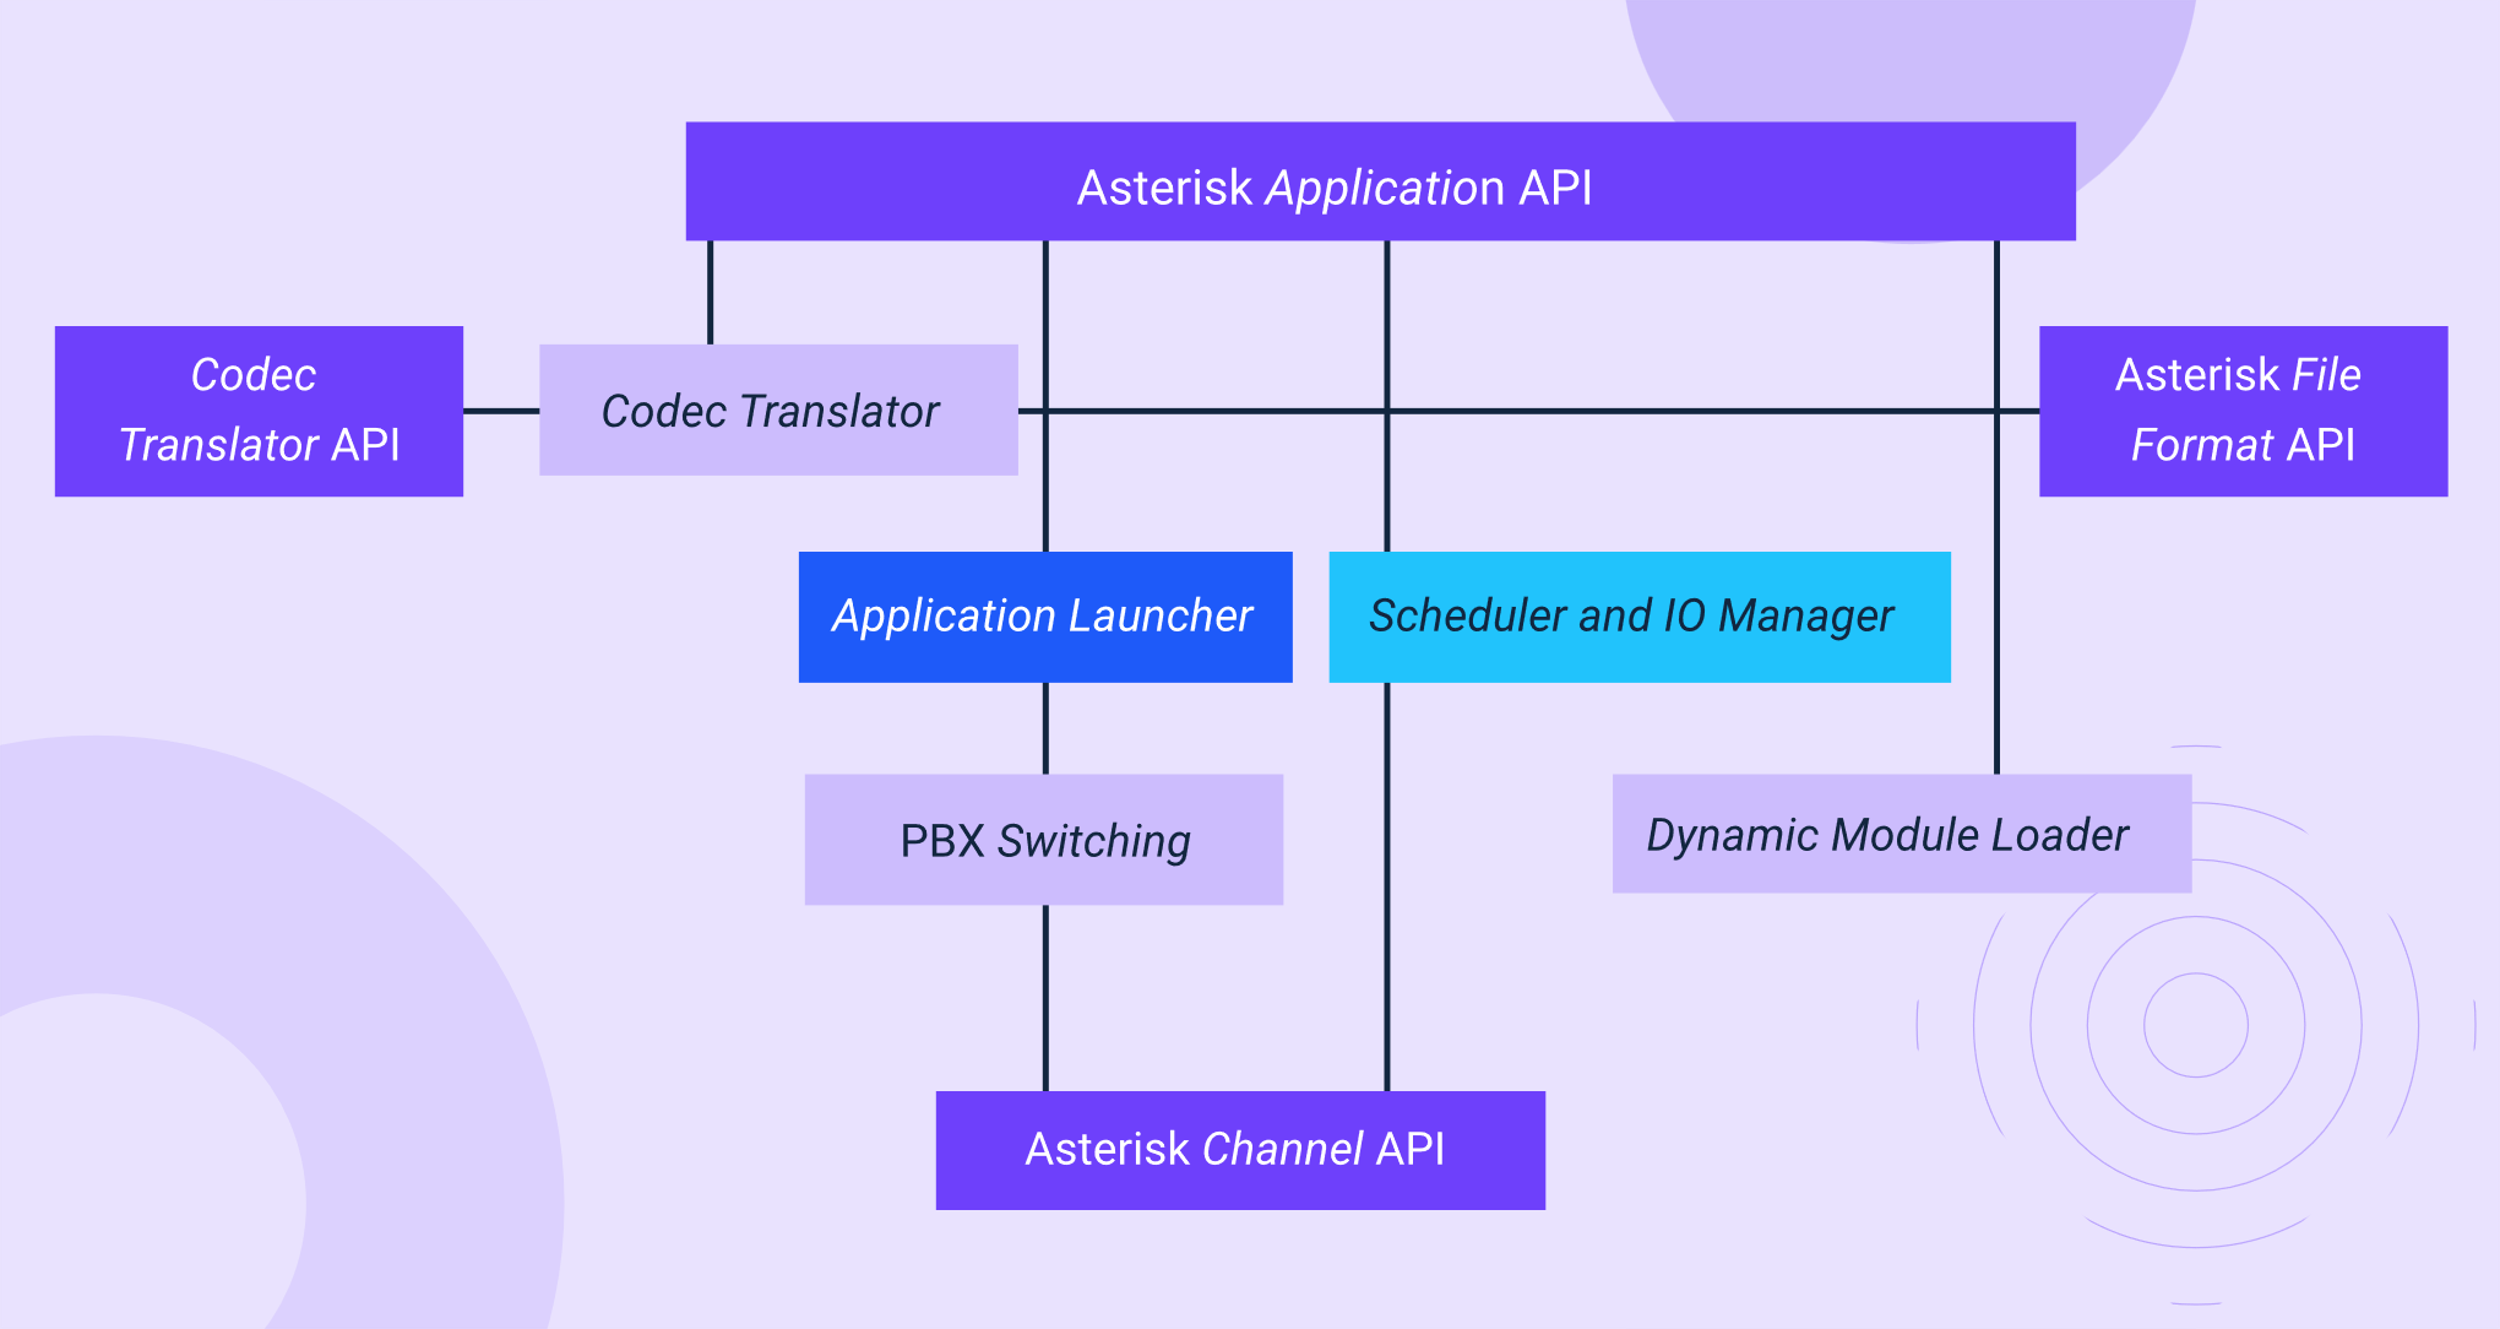 Asterisk Application API
Codec
Translator API
Codec Translator
Asterisk File
Format API
Application Launcher
Scheduler and IO Manager
PBX Switching
Dynamic Module Loader
Asterisk Channel API